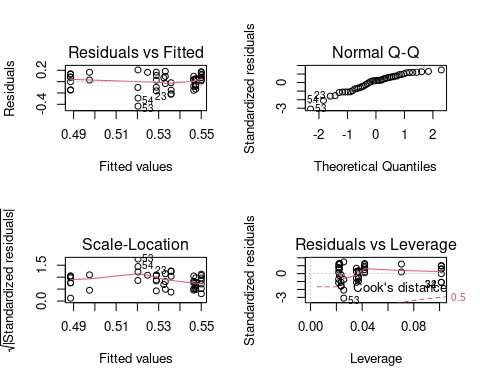 Residuals vs Fitted
Residuals
0.2
-0.4
54
23
53
0.49
0.51
0.53
0.55
Fitted values
Normal Q-Q
Standardized residuals
0
-3
23
54
53
-2
-1
0
1
2
Theoretical Quantiles
Scale-Location
√|Standardized residuals|
1.5
0.0
53
54
23
0.49
0.51
0.53
0.55
Fitted values
Residuals vs Leverage
Standardized residuals
0
-3
Cook's distance
53
0.5
0.00
0.04
0.08
Leverage